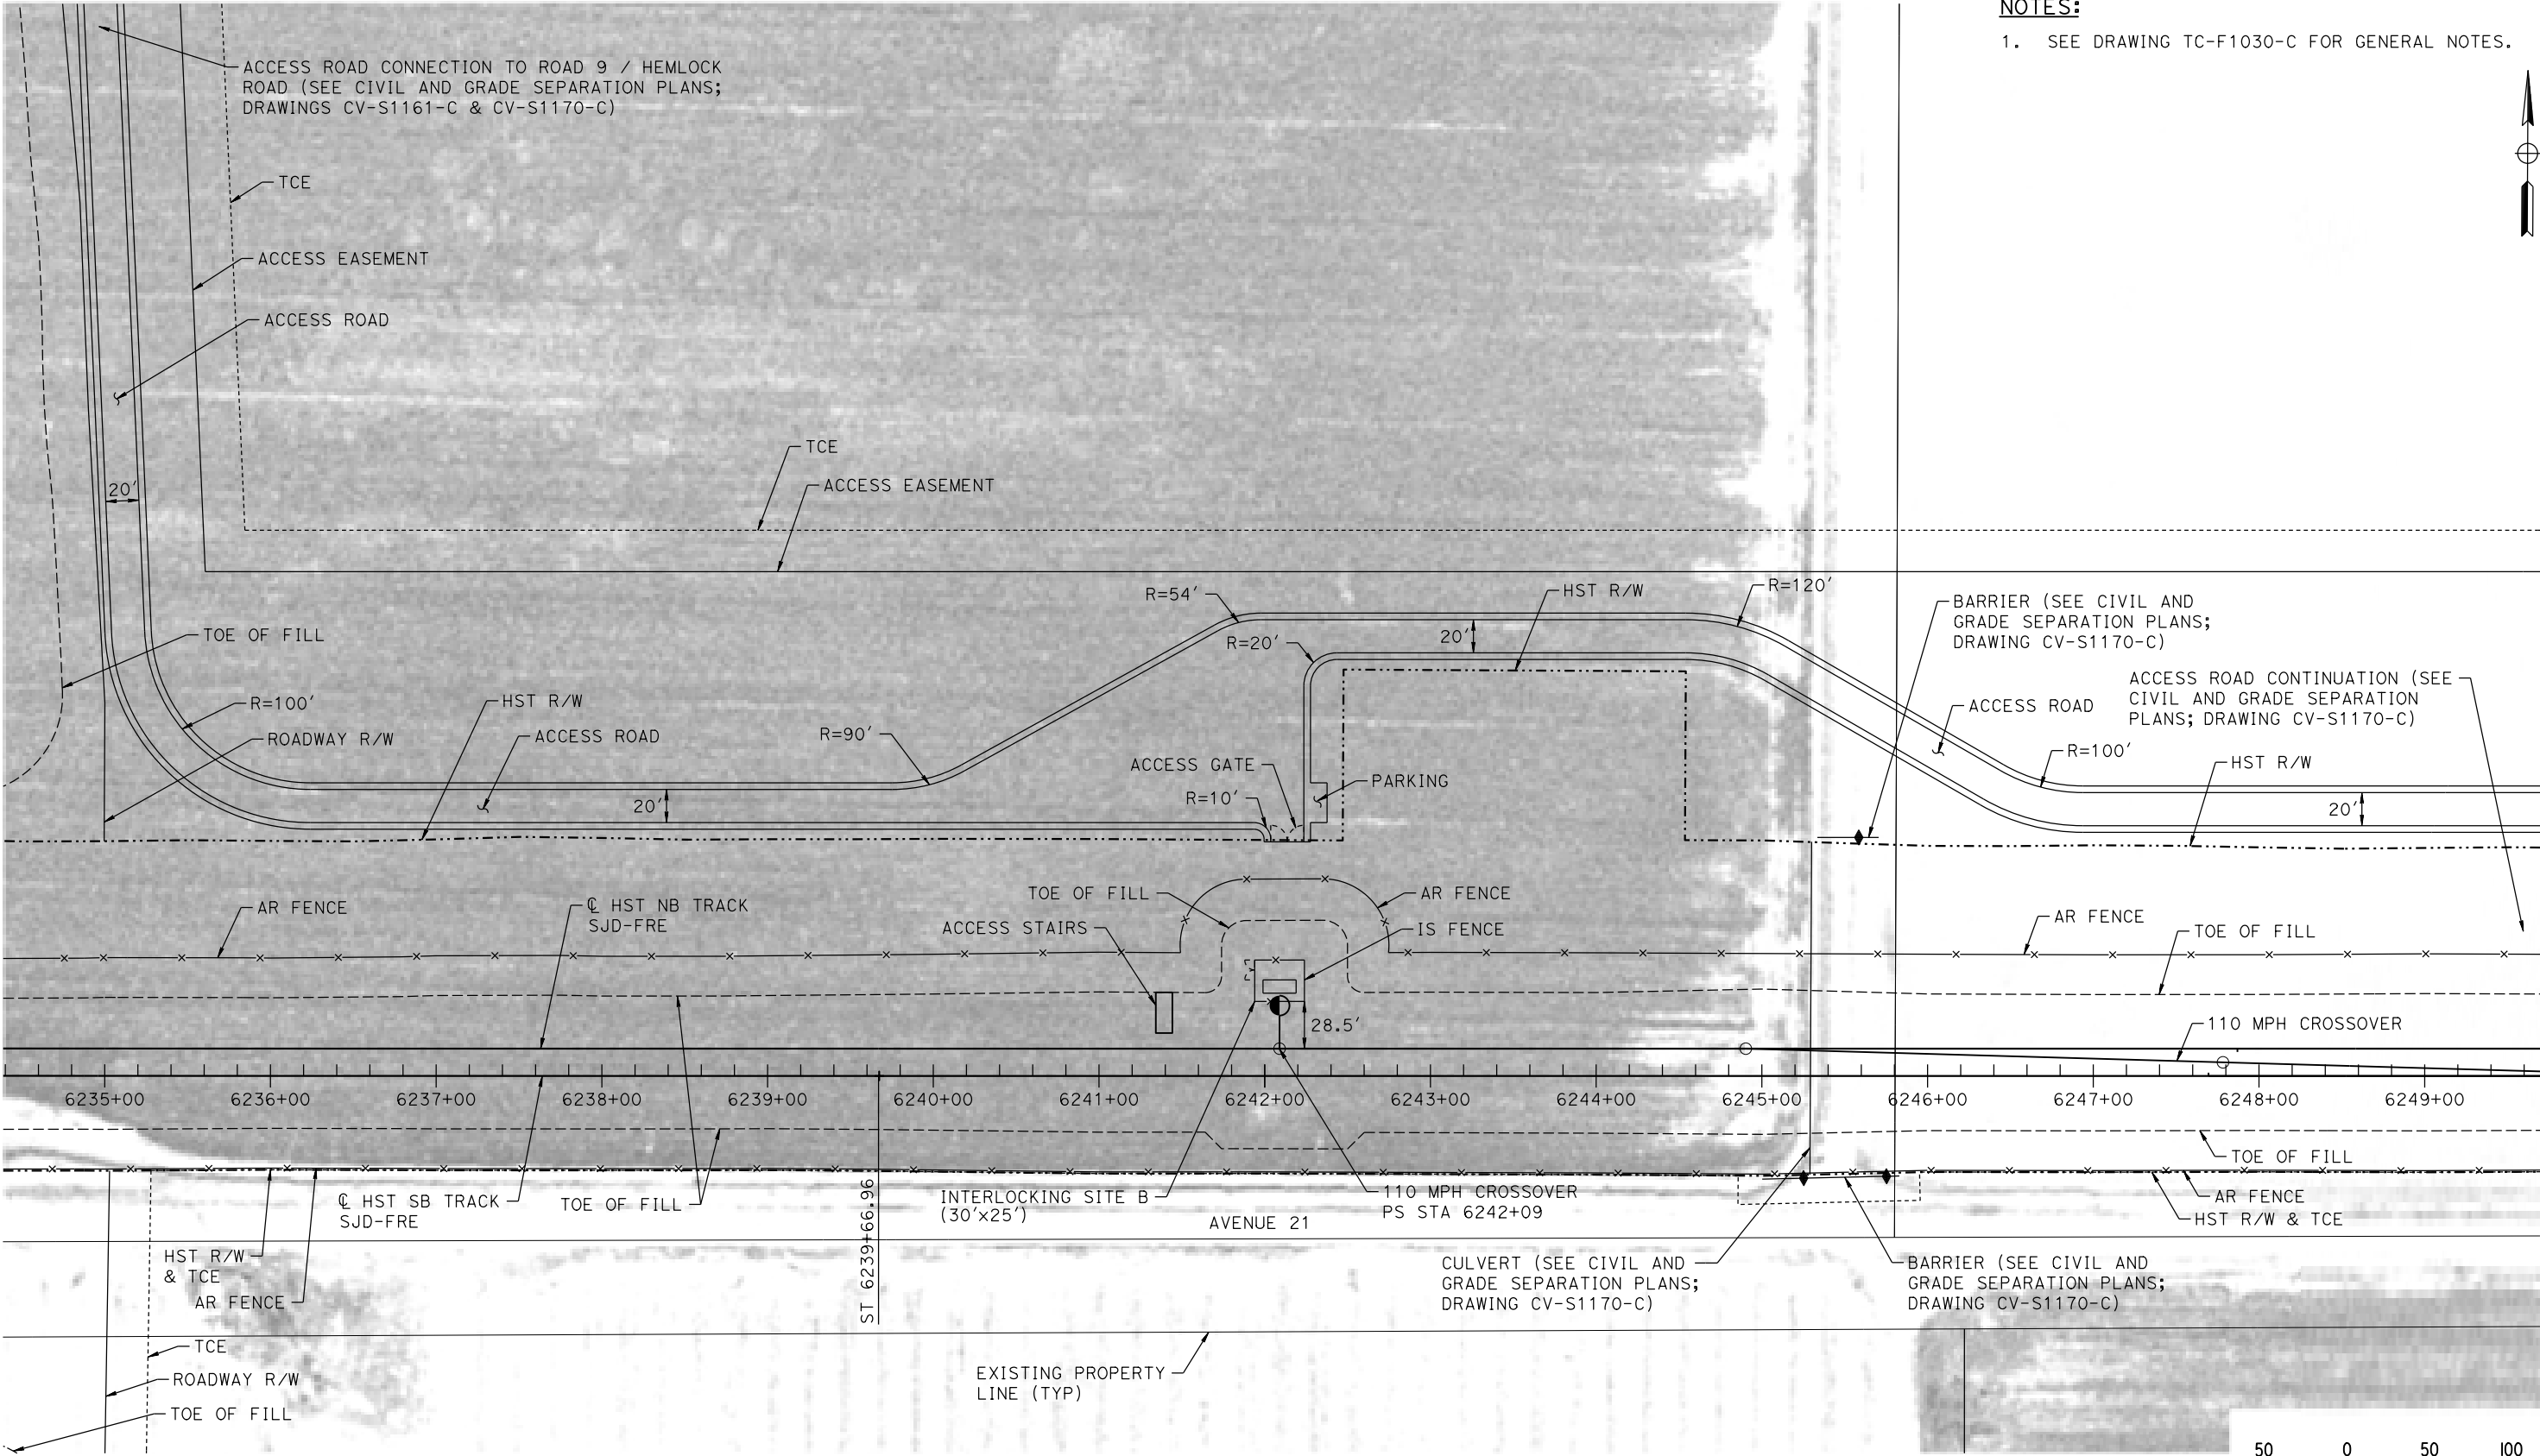 NOTES:
1. SEE DRAWING TC-F1030-C FOR GENERAL NOTES.
ACCESS ROAD CONNECTION TO ROAD 9 / HEMLOCK
ROAD (SEE CIVIL AND GRADE SEPARATION PLANS;
DRAWINGS CV-S1161-C & CV-S1170-C)
TCE
ACCESS EASEMENT
ACCESS ROAD
TCE
ACCESS EASEMENT
20'
R=54'
HST R/W
R=120'
BARRIER (SEE CIVIL AND
GRADE SEPARATION PLANS;
DRAWING CV-S1170-C)
TOE OF FILL
R=20'
20'
ACCESS ROAD CONTINUATION (SEE
CIVIL AND GRADE SEPARATION
PLANS; DRAWING CV-S1170-C)
R=100'
HST R/W
ACCESS ROAD
ROADWAY R/W
ACCESS ROAD
R=90'
R=100'
HST R/W
ACCESS GATE
PARKING
R=10'
20'
20'
TOE OF FILL
AR FENCE
AR FENCE
℄ HST NB TRACK
SJD-FRE
ACCESS STAIRS
IS FENCE
AR FENCE
TOE OF FILL
28.5'
110 MPH CROSSOVER
6235+00
6236+00
6237+00
6238+00
6239+00
6240+00
6241+00
6242+00
6243+00
6244+00
6245+00
6246+00
6247+00
6248+00
6249+00
TOE OF FILL
℄ HST SB TRACK
SJD-FRE
TOE OF FILL
ST 6239+66.96
INTERLOCKING SITE B
(30'x25')
110 MPH CROSSOVER
PS STA 6242+09
AVENUE 21
AR FENCE
HST R/W & TCE
HST R/W
& TCE
AR FENCE
CULVERT (SEE CIVIL AND
GRADE SEPARATION PLANS;
DRAWING CV-S1170-C)
BARRIER (SEE CIVIL AND
GRADE SEPARATION PLANS;
DRAWING CV-S1170-C)
TCE
ROADWAY R/W
TOE OF FILL
EXISTING PROPERTY
LINE (TYP)
50 0 50 100